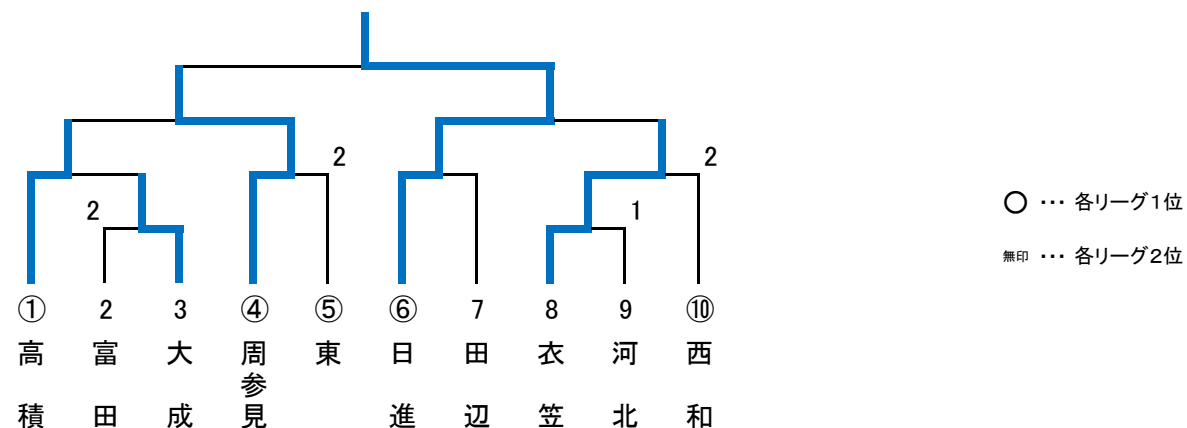 2
2
2
1
○ ・・・ 各リーグ1位
無印 ・・・ 各リーグ2位
① 2 3 ④ ⑤ ⑥ 7 8 9 ⑩
高積
富田
大成
周参見
東
日進
田辺
衣笠
河北
西和